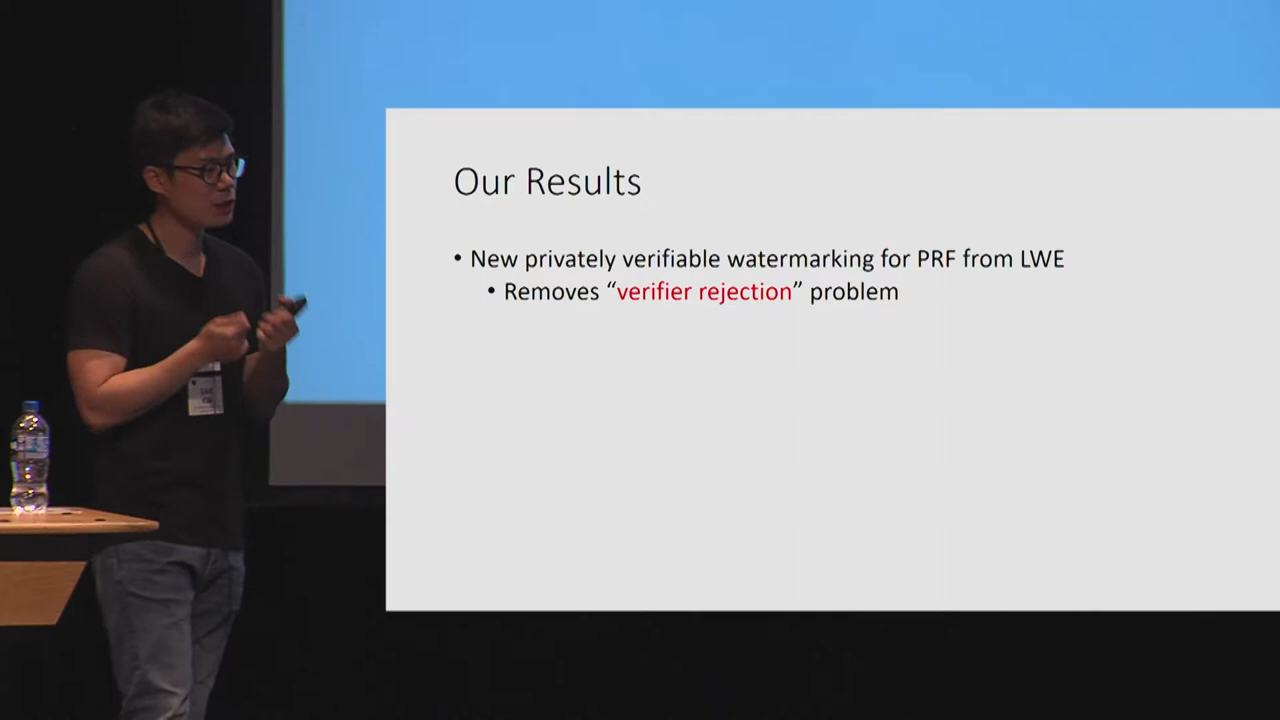 Our Results
• New privately verifiable watermarking for PRF from LWE
• Removes “verifier rejection” problem